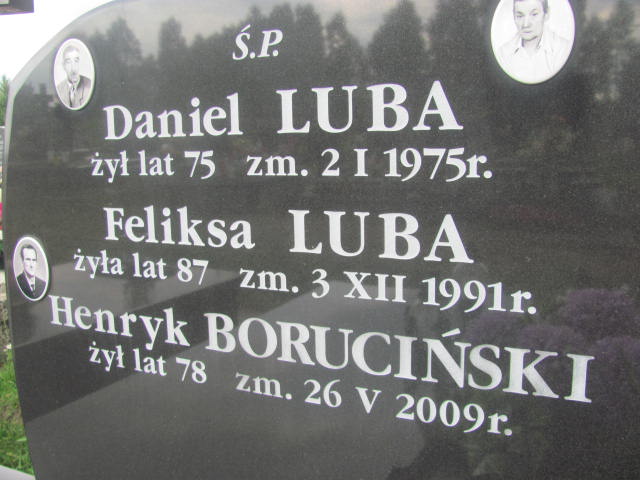 Ś.P.
Daniel LUBA
żył lat 75 zm. 2 I 1975r.
Feliksa LUBA
żyła lat 87 zm. 3 XII 1991r.
Henryk BORUCIŃSKI
żył lat 78 zm. 26 V 2009r.